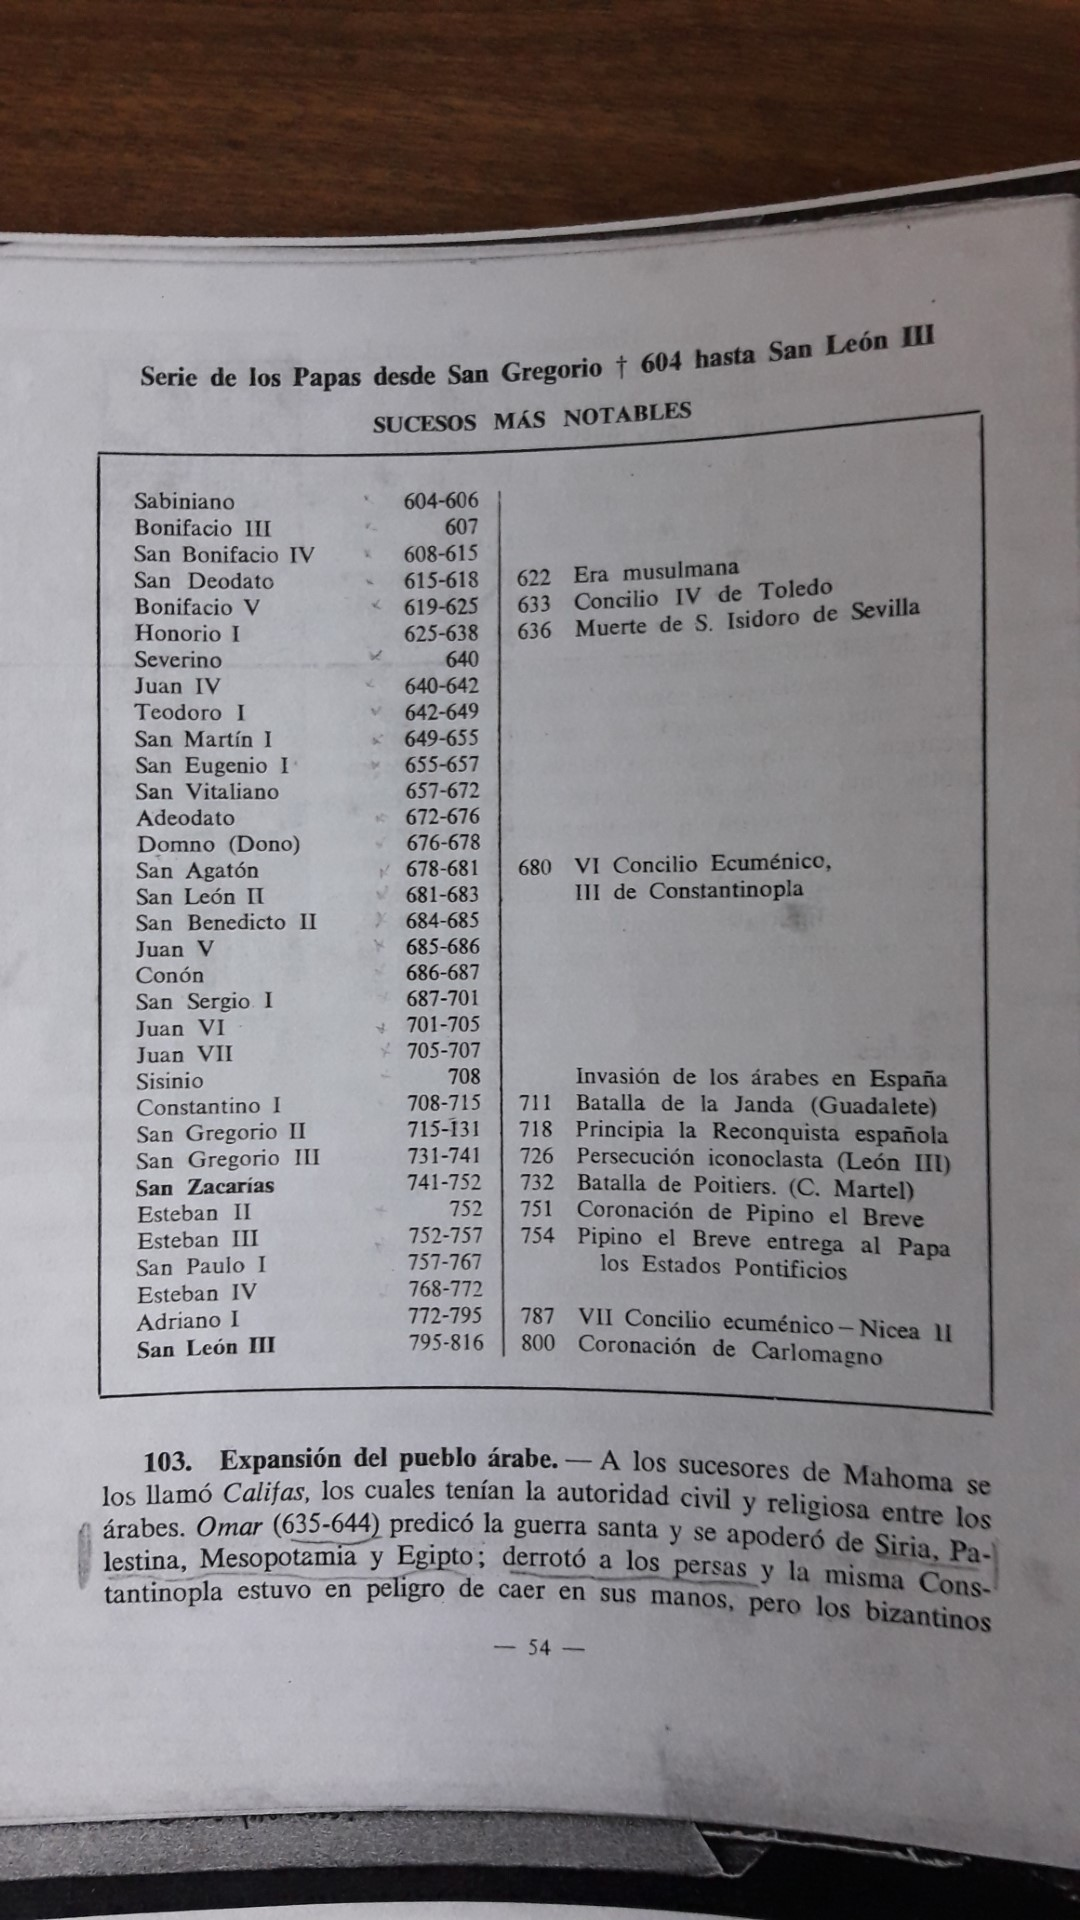 Serie de los Papas desde San Gregorio † 604 hasta San León III
SUCESOS MÁS NOTABLES
Sabiniano 604-606
Bonifacio III 607
San Bonifacio IV 608-615
San Deodato 615-618 622 Era musulmana
Bonifacio V 619-625 633 Concilio IV de Toledo
Honorio I 625-638 636 Muerte de S. Isidoro de Sevilla
Severino 640
Juan IV 640-642
Teodoro I 642-649
San Martín I 649-655
San Eugenio I 655-657
San Vitaliano 657-672
Adeodato 672-676
Domno (Dono) 676-678
San Agatón 678-681 680 VI Concilio Ecuménico,
San León II 681-683 III de Constantinopla
San Benedicto II 684-685
Juan V 685-686
Conón 686-687
San Sergio I 687-701
Juan VI 701-705
Juan VII 705-707
Sisinio 708 Invasión de los árabes en España
Constantino I 708-715 711 Batalla de la Janda (Guadalete)
San Gregorio II 715-131 718 Principia la Reconquista española
San Gregorio III 731-741 726 Persecución iconoclasta (León III)
San Zacarías 741-752 732 Batalla de Poitiers. (C. Martel)
Esteban II 752 751 Coronación de Pipino el Breve
Esteban III 752-757 754 Pipino el Breve entrega al Papa
San Paulo I 757-767 los Estados Pontificios
Esteban IV 768-772
Adriano I 772-795 787 VII Concilio ecuménico – Nicea II
San León III 795-816 800 Coronación de Carlomagno
103. Expansión del pueblo árabe. — A los sucesores de Mahoma se
los llamó Califas, los cuales tenían la autoridad civil y religiosa entre los
árabes. Omar (635-644) predicó la guerra santa y se apoderó de Siria, Pa-
lestina, Mesopotamia y Egipto; derrotó a los persas y la misma Cons-
tantinopla estuvo en peligro de caer en sus manos, pero los bizantinos
— 54 —